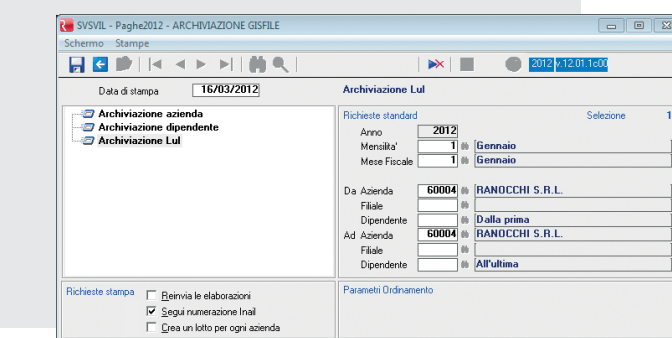 SVSVIL - Paghe2012 - ARCHIVIAZIONE GISFILE
Schermo Stampe
2012 v.12.01.1c00
Data di stampa 16/03/2012
Archiviazione Lul
Archiviazione azienda
Archiviazione dipendente
Archiviazione Lul
Richieste standard Selezione 1
Anno 2012
Mensilita' 1 Gennaio
Mese Fiscale 1 Gennaio
Da Azienda 60004 RANOCCHI S.R.L.
Filiale
Dipendente Dalla prima
Ad Azienda 60004 RANOCCHI S.R.L.
Filiale
Dipendente All'ultima
Richieste stampa
Reinvia le elaborazioni
Segui numerazione Inail
Crea un lotto per ogni azienda
Parametri Ordinamento